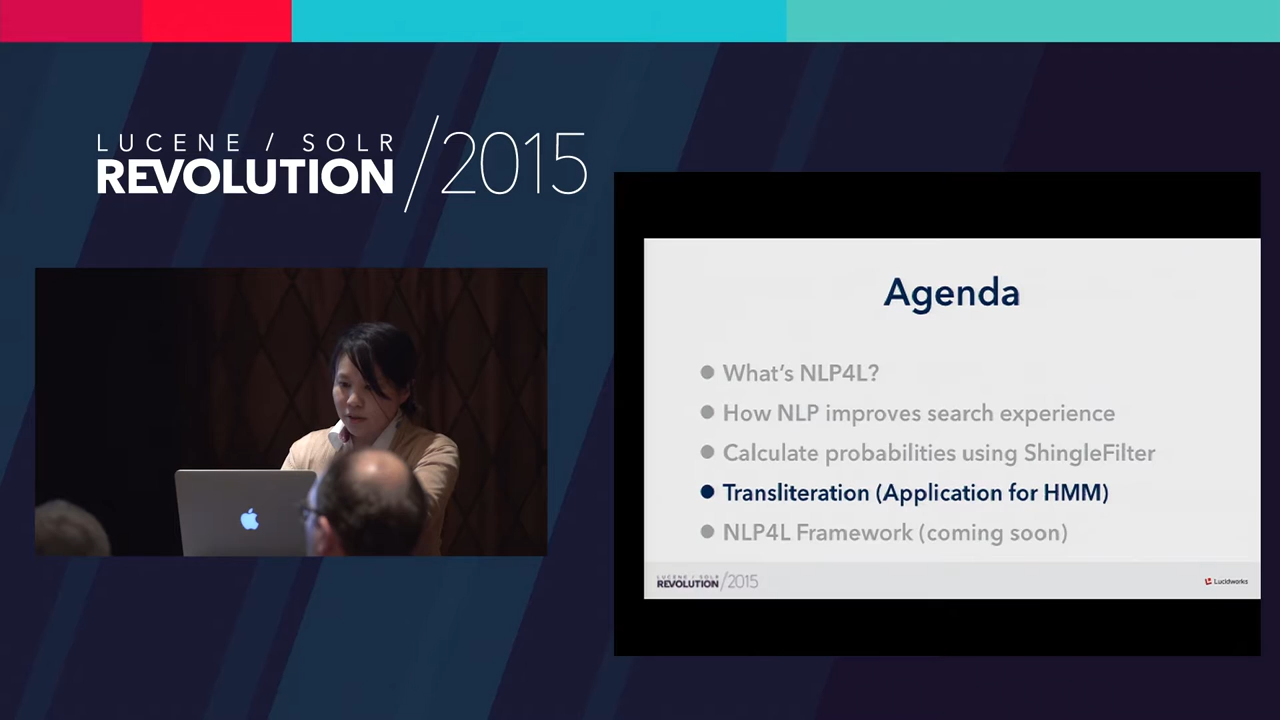 LUCENE / SOLR
REVOLUTION /2015
Agenda
● What's NLP4L?
● How NLP improves search experience
● Calculate probabilities using ShingleFilter
● Transliteration (Application for HMM)
● NLP4L Framework (coming soon)
LUCENE / SOLR
REVOLUTION /2015
Lucidworks